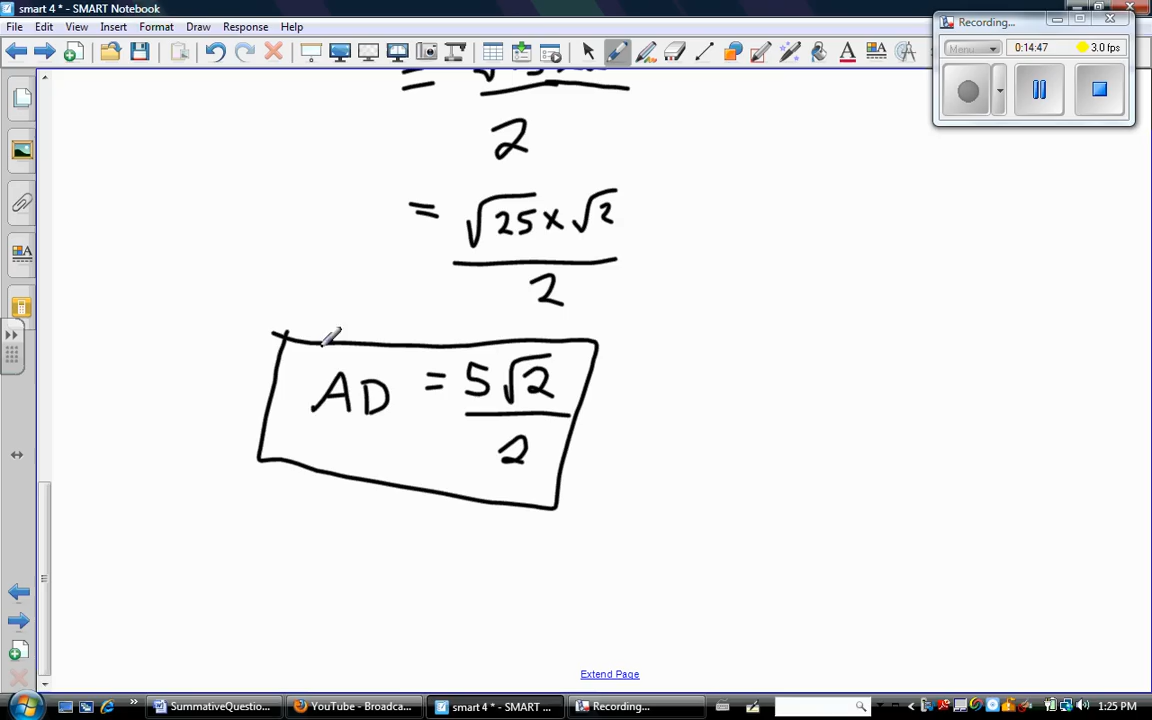 smart 4 * - SMART Notebook
File Edit View Insert Format Draw Response Help
Recording...
Menu 0:14:47 3.0 fps
=
2
= √25 × √2
2
AD = 5√2
2
Extend Page
SummativeQuestio...
YouTube - Broadca...
smart 4 * - SMART ...
Recording...
1:25 PM